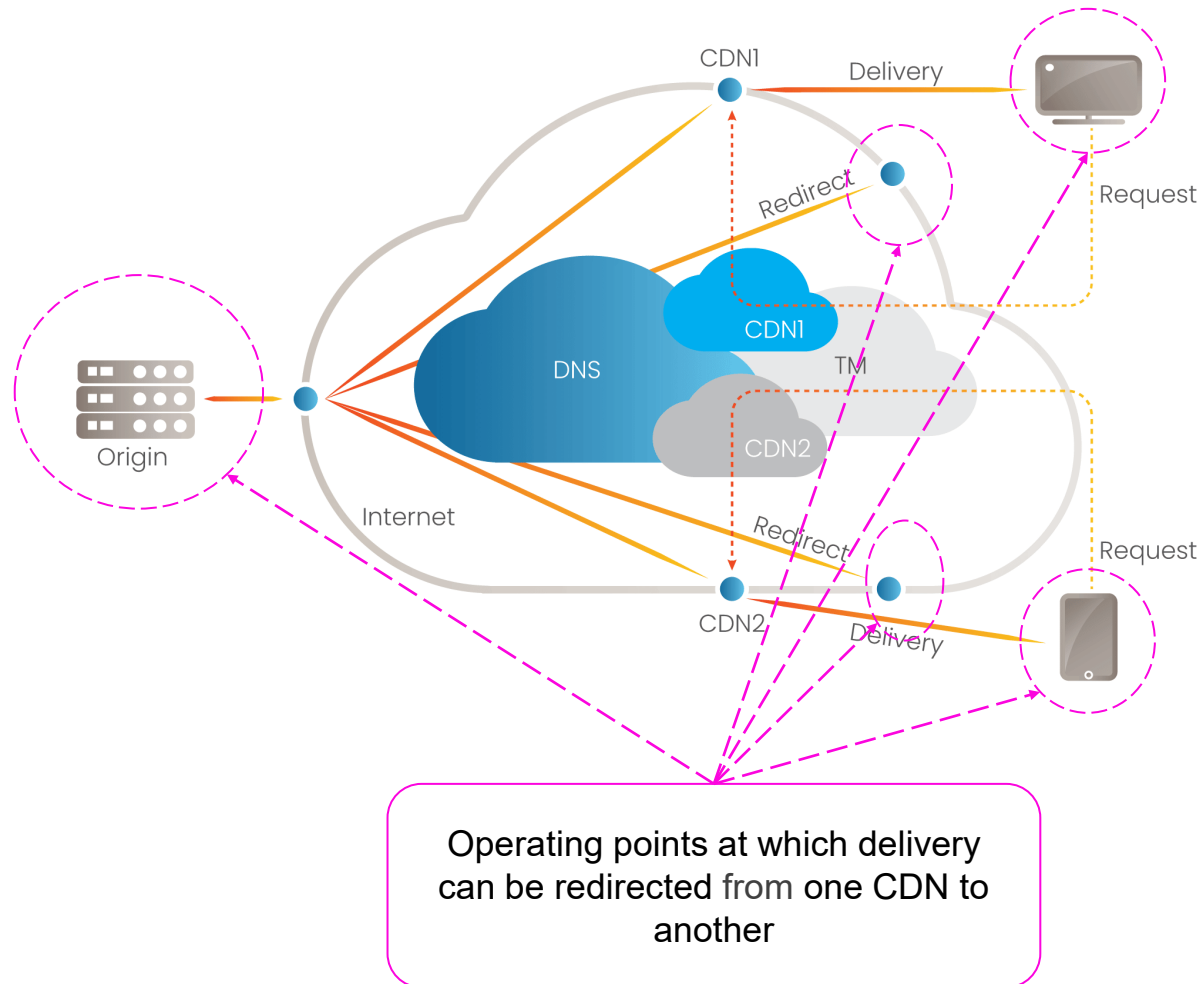 CDN1
Delivery
Redirect
Request
CDN1
DNS
TM
CDN2
Origin
Internet
Redirect
Request
CDN2
Delivery
Operating points at which delivery
can be redirected from one CDN to
another